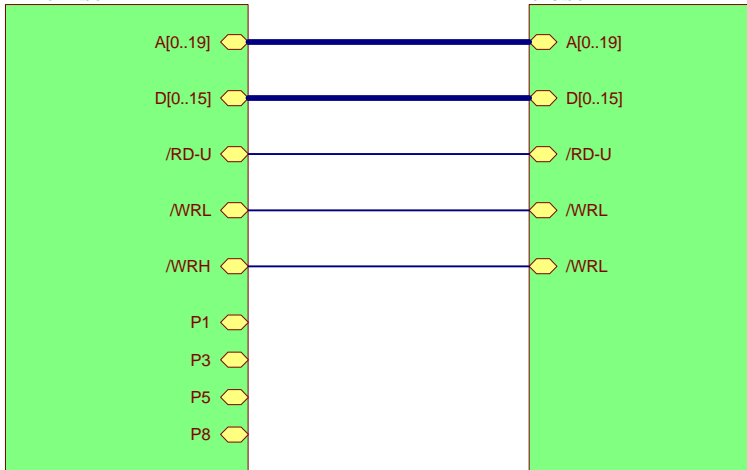 A[0..19] A[0..19]
D[0..15] D[0..15]
/RD-U /RD-U
/WRL /WRL
/WRH /WRL
P1
P3
P5
P8